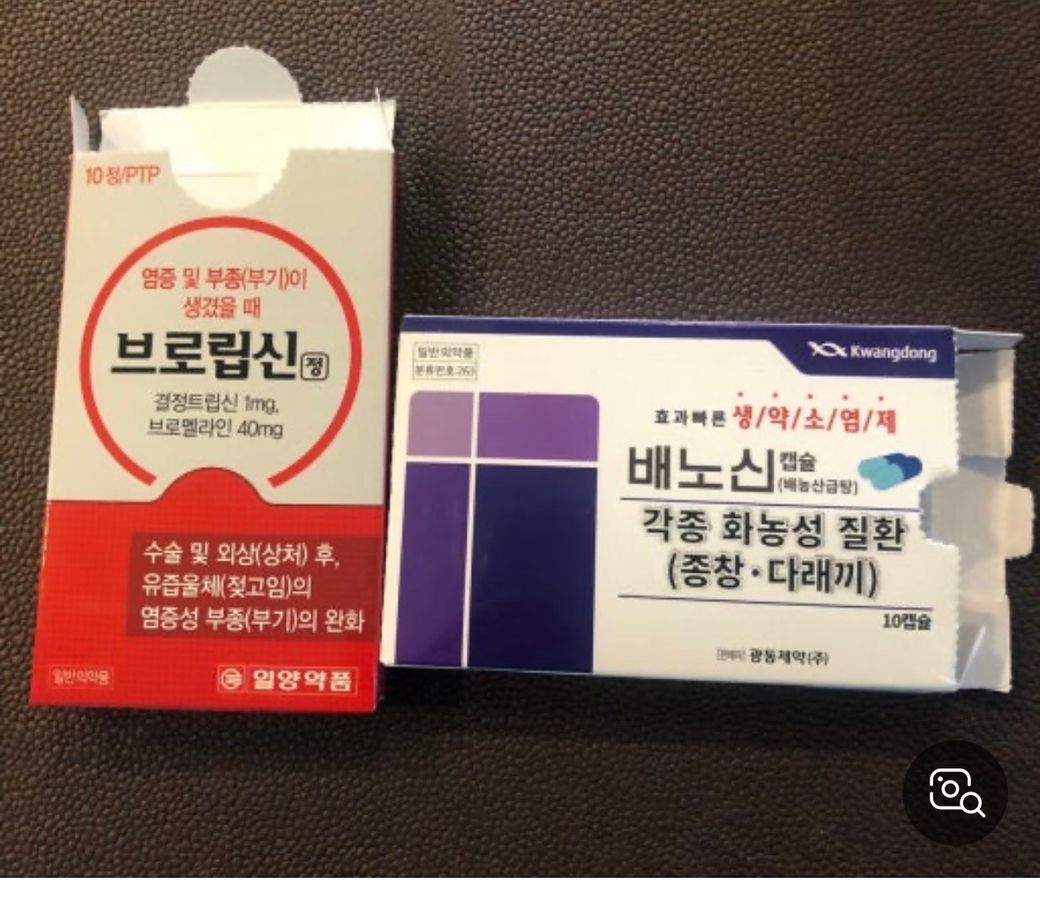 10정/PTP
염증 및 부종(부기)이
생겼을 때
브로립신정
결정트립신 1mg,
브로멜라인 40mg
수술 및 외상(상처) 후,
유즙울체(젖고임)의
염증성 부종(부기)의 완화
일반의약품
일양약품
일반의약품
분류번호:263
Kwangdong
효과빠른 생/약/소/염/제
배노신캡슐
(배농산급탕)
각종 화농성 질환
(종창·다래끼)
10캡슐
광동제약(주)